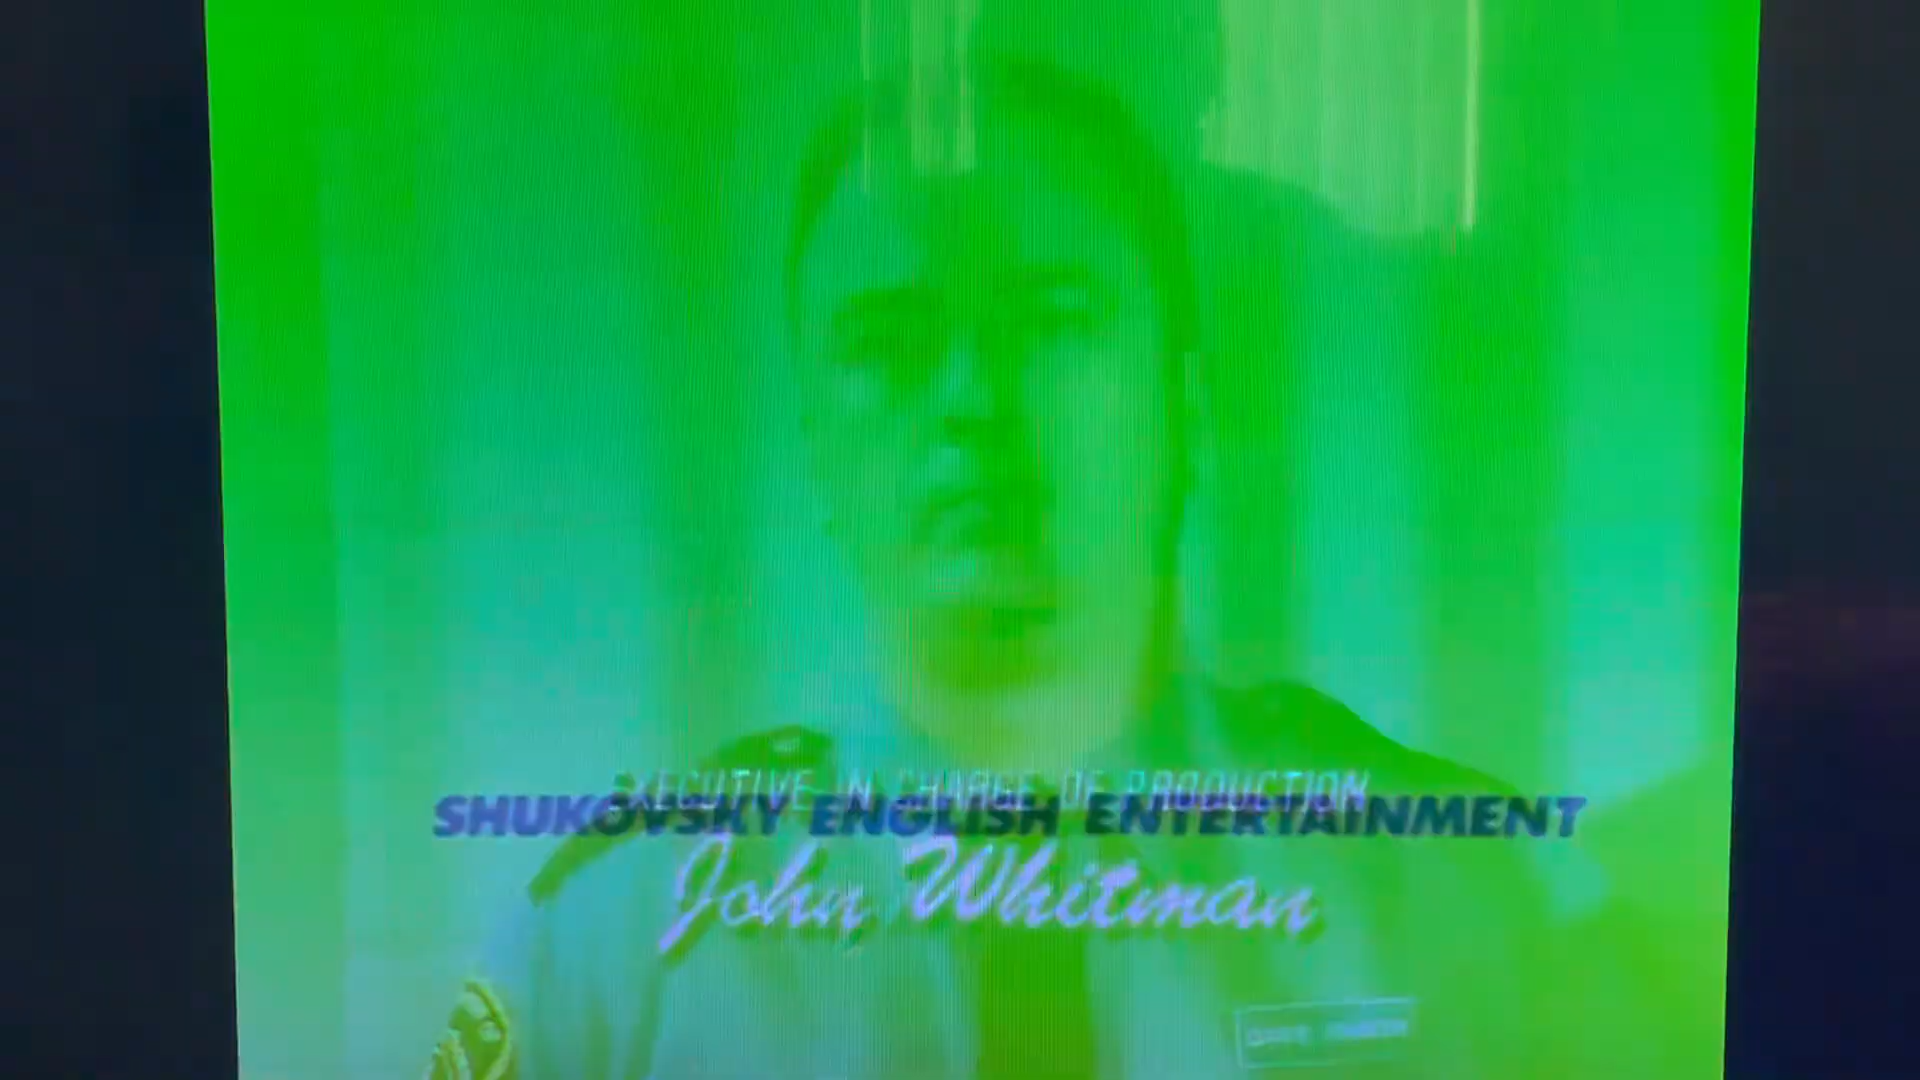 EXECUTIVE IN CHARGE OF PRODUCTION
SHUKOVSKY ENGLISH ENTERTAINMENT
John Whitman